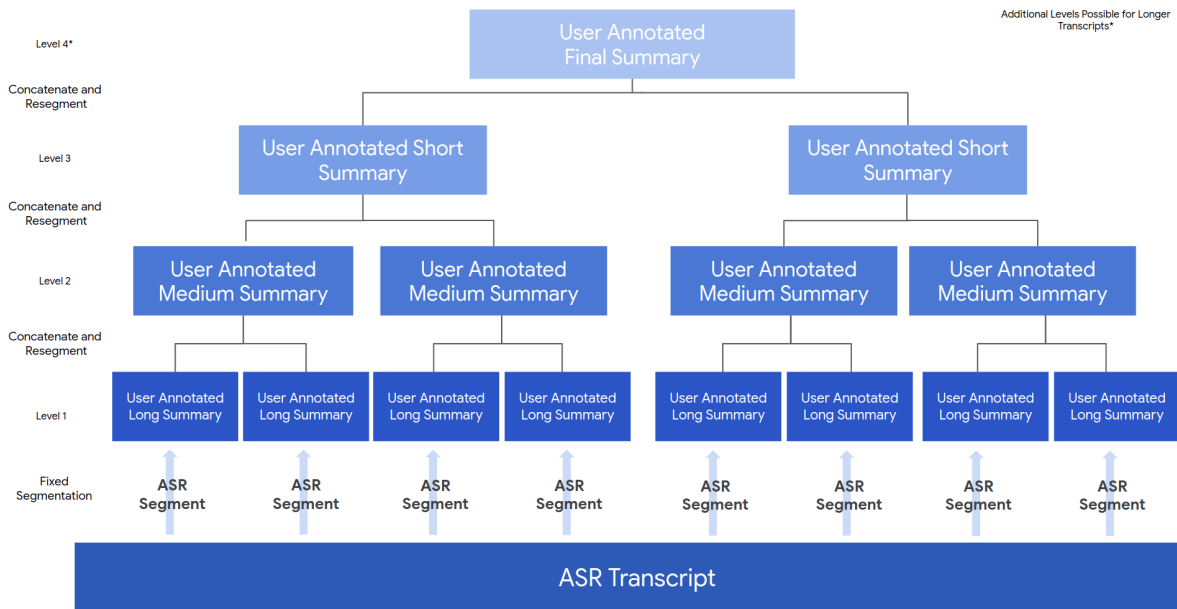 Additional Levels Possible for Longer
Transcripts*
Level 4*
User Annotated
Final Summary
Concatenate and
Resegment
Level 3
User Annotated Short
Summary
User Annotated Short
Summary
Concatenate and
Resegment
Level 2
User Annotated
Medium Summary
User Annotated
Medium Summary
User Annotated
Medium Summary
User Annotated
Medium Summary
Concatenate and
Resegment
Level 1
User Annotated
Long Summary
User Annotated
Long Summary
User Annotated
Long Summary
User Annotated
Long Summary
User Annotated
Long Summary
User Annotated
Long Summary
User Annotated
Long Summary
User Annotated
Long Summary
Fixed
Segmentation
ASR
Segment
ASR
Segment
ASR
Segment
ASR
Segment
ASR
Segment
ASR
Segment
ASR
Segment
ASR
Segment
ASR Transcript